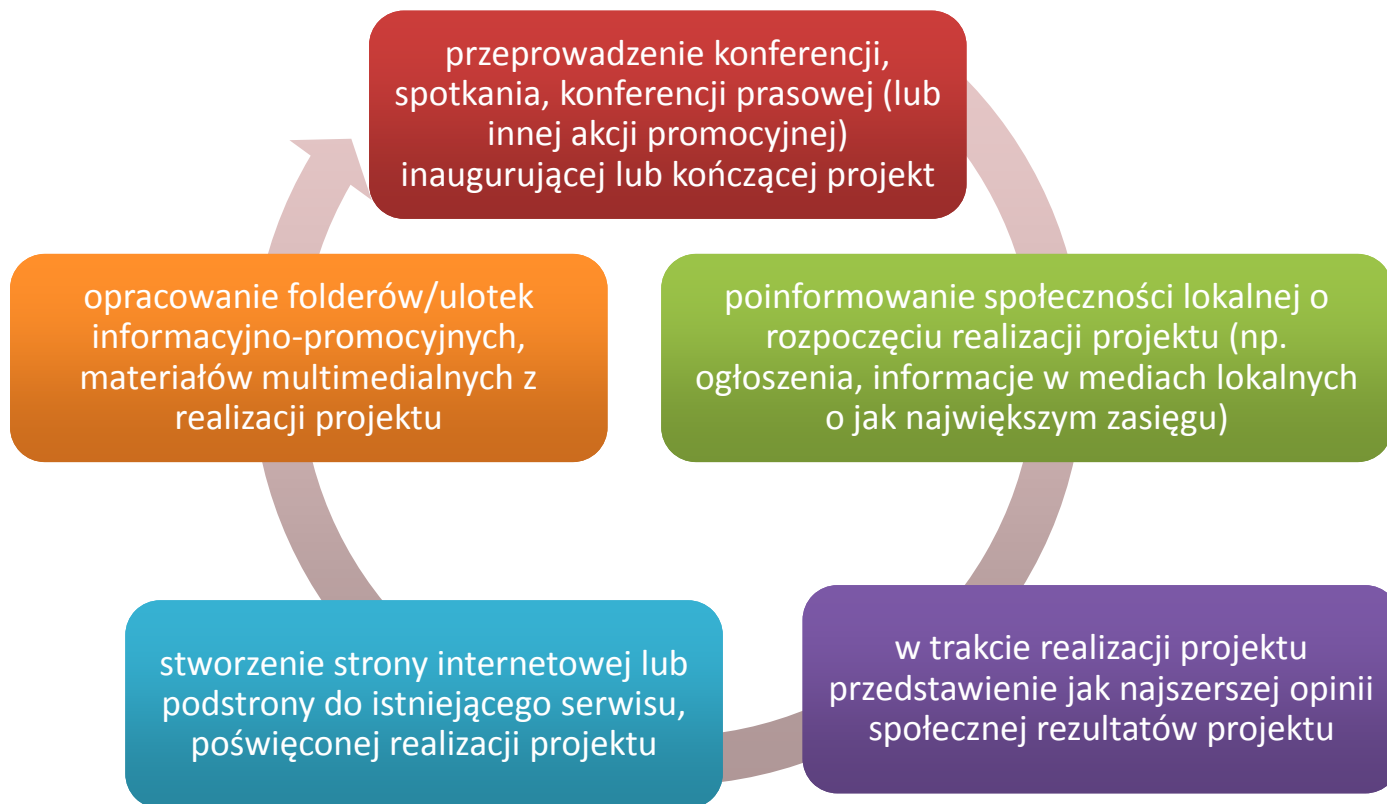 przeprowadzenie konferencji,
spotkania, konferencji prasowej (lub
innej akcji promocyjnej)
inaugurującej lub kończącej projekt
poinformowanie społeczności lokalnej o
rozpoczęciu realizacji projektu (np.
ogłoszenia, informacje w mediach lokalnych
o jak największym zasięgu)
w trakcie realizacji projektu
przedstawienie jak najszerszej opinii
społecznej rezultatów projektu
stworzenie strony internetowej lub
podstrony do istniejącego serwisu,
poświęconej realizacji projektu
opracowanie folderów/ulotek
informacyjno-promocyjnych,
materiałów multimedialnych z
realizacji projektu